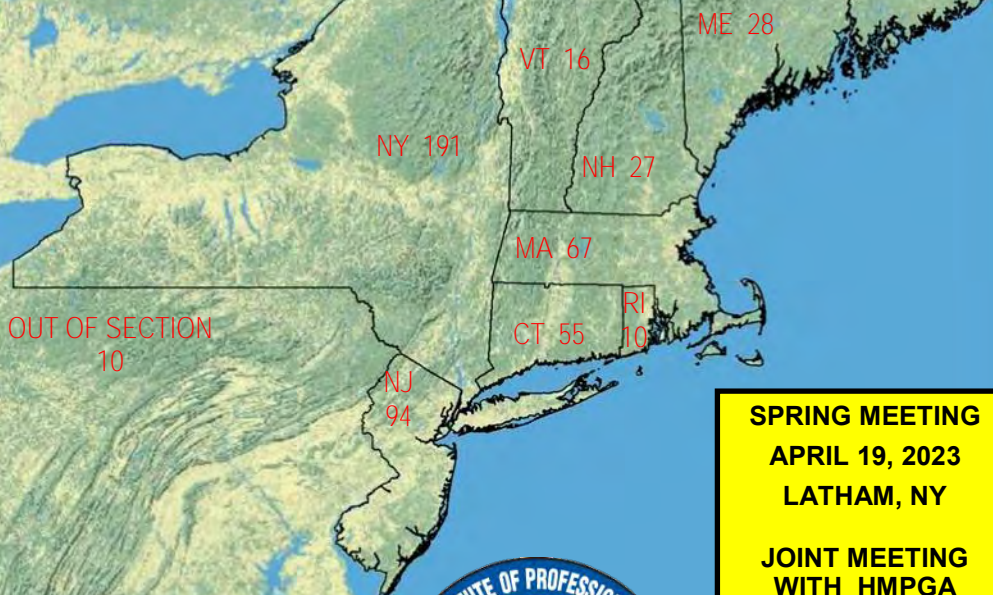 ME 28
VT 16
NY 191
NH 27
MA 67
RI
10
CT 55
OUT OF SECTION
10
NJ
94
SPRING MEETING
APRIL 19, 2023
LATHAM, NY
JOINT MEETING
WITH HMPGA
OF